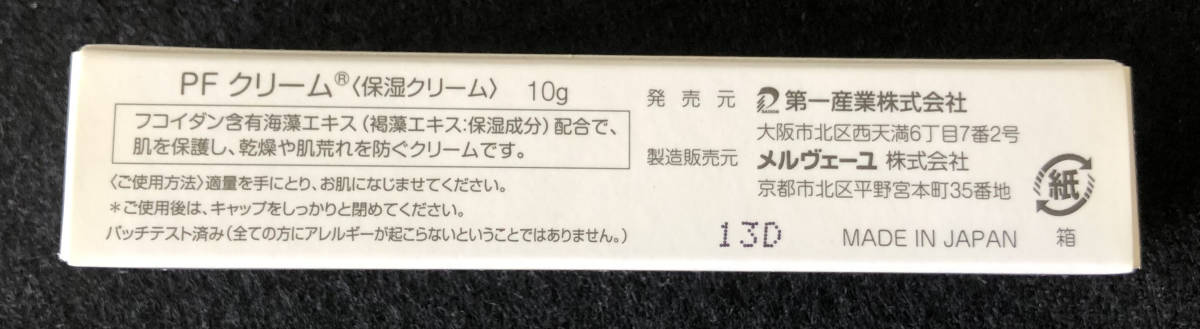 PF クリーム®〈保湿クリーム〉 10g
フコイダン含有海藻エキス(褐藻エキス:保湿成分)配合で、
肌を保護し、乾燥や肌荒れを防ぐクリームです。
〈ご使用方法〉適量を手にとり、お肌になじませてください。
*ご使用後は、キャップをしっかりと閉めてください。
パッチテスト済み(全ての方にアレルギーが起こらないということではありません。)
発売元 第一産業株式会社
大阪市北区西天満6丁目7番2号
製造販売元 メルヴェーユ 株式会社
京都市北区平野宮本町35番地
13D
MADE IN JAPAN
紙
箱